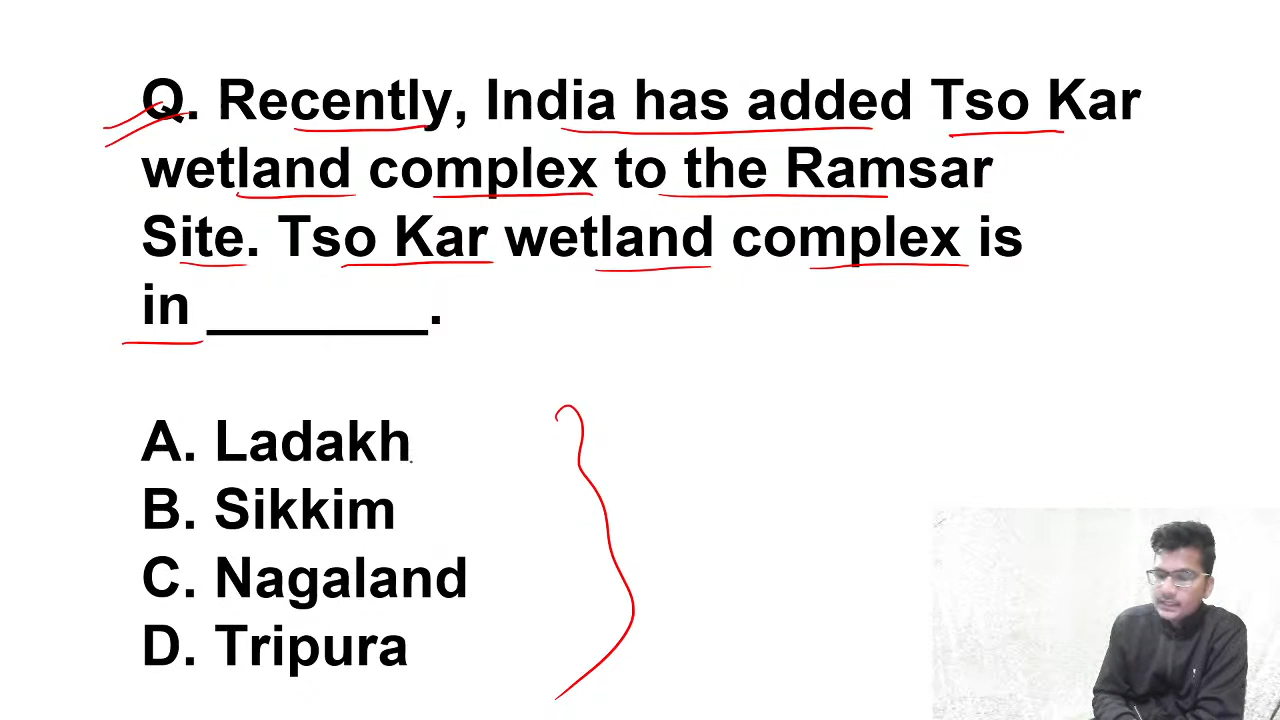 Q. Recently, India has added Tso Kar
wetland complex to the Ramsar
Site. Tso Kar wetland complex is
in ________.
A. Ladakh
B. Sikkim
C. Nagaland
D. Tripura